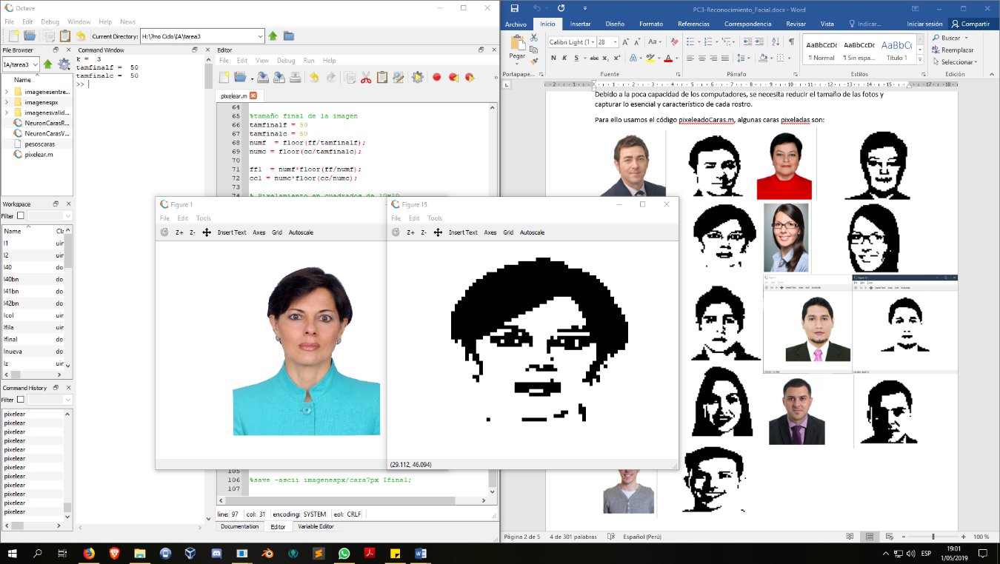 Octave
File Edit Debug Window Help News
Current Directory: H:\7mo Ciclo\IA\tarea3
File Browser
IA/tarea3
Name
imagenesentre...
imagenespx
imagenesvalid...
NeuronCarasR...
NeuronCarasV...
pesoscaras
pixelear.m
Workspace
Filter
Name Cla
I1 uir
I2 uir
I40 do
I40bn do
I41bn do
I42bn do
Icol uir
Ifila uir
Ifinal do
Inueva do
Iz uir
Command History
Filter
pixelear
pixelear
pixelear
pixelear
pixelear
pixelear
pixelear
pixelear
pixelear
pixelear
pixelear
pixelear
Command Window
k = 3
tamfinalf = 50
tamfinalc = 50
>>
Editor
File Edit View Debug Run Help
pixelear.m
64
65 %tamaño final de la imagen
66 tamfinalf = 50
67 tamfinalc = 50
68 numf = floor(ff/tamfinalf);
69 numc = floor(cc/tamfinalc);
70
71 ff1 = numf*floor(ff/numf);
72 cc1 = numc*floor(cc/numc);
73
74 % Pixelamiento en cuadrados de 10x10
105
106 %save -ascii imagenespx/cara7px Ifinal;
107
line: 97 col: 31 encoding: SYSTEM eol: CRLF
Documentation Editor Variable Editor
Figure 1
File Edit Tools
Z+ Z- Insert Text Axes Grid Autoscale
Figure 15
File Edit Tools
Z+ Z- Insert Text Axes Grid Autoscale
(29.112, 46.094)
PC3-Reconocimiento_Facial.docx - Word
Archivo Inicio Insertar Diseño Formato Referencias Correspondencia Revisar Vista Indicar... Iniciar sesión Compartir
Pegar
Calibri Light (T 28
Aa
N K S abc X₂ X²
AaBbCcDc AaBbCcDc AaBbCc
¶ Normal ¶ Sin espa... Título 1
Buscar
Reemplazar
Seleccionar
Portapape... Fuente Párrafo Estilos Edición
Debido a la poca capacidad de los computadores, se necesita reducir el tamaño de las fotos y
capturar lo esencial y característico de cada rostro.
Para ello usamos el código pixeleadoCaras.m, algunas caras pixeladas son:
Página 2 de 5 4 de 301 palabras Español (Perú) 100 %
ESP
19:01
1/05/2019